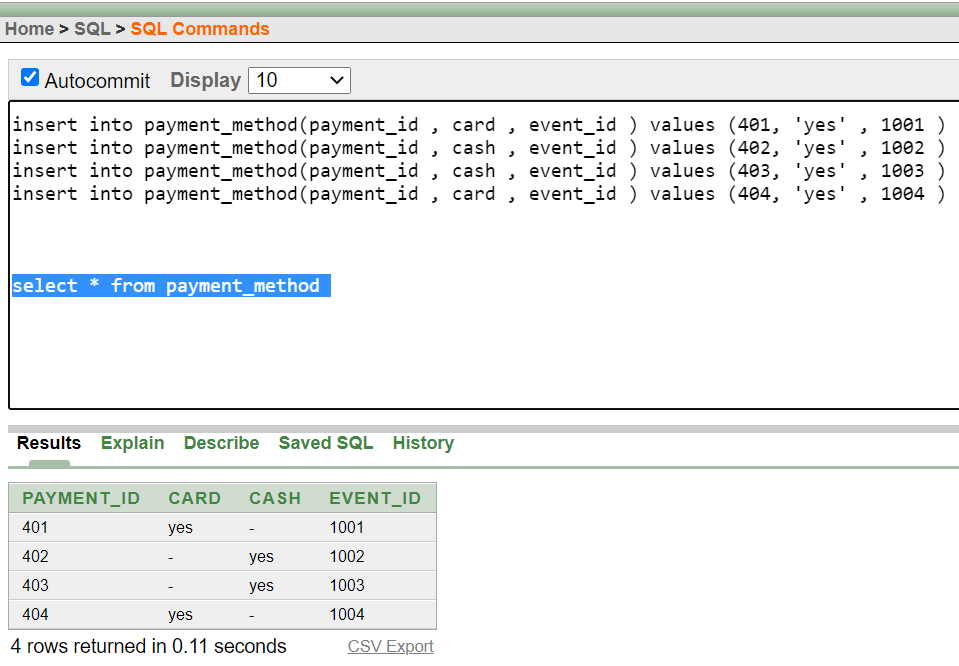 Home > SQL > SQL Commands
Autocommit Display 10
insert into payment_method(payment_id , card , event_id ) values (401, 'yes' , 1001 )
insert into payment_method(payment_id , cash , event_id ) values (402, 'yes' , 1002 )
insert into payment_method(payment_id , cash , event_id ) values (403, 'yes' , 1003 )
insert into payment_method(payment_id , card , event_id ) values (404, 'yes' , 1004 )
select * from payment_method
Results Explain Describe Saved SQL History
PAYMENT_ID CARD CASH EVENT_ID
401 yes - 1001
402 - yes 1002
403 - yes 1003
404 yes - 1004
4 rows returned in 0.11 seconds CSV Export